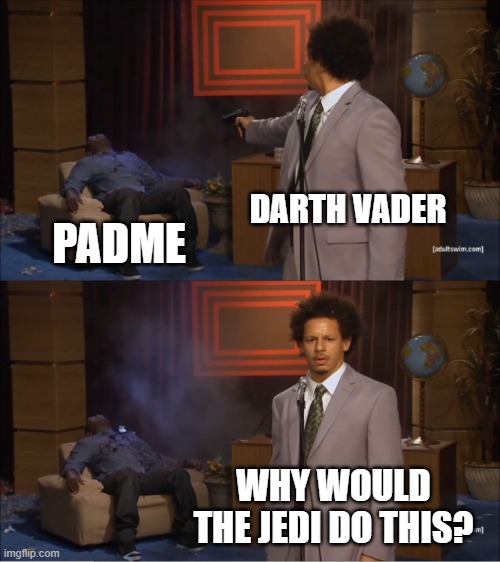 DARTH VADER
PADME
[adultswim.com]
WHY WOULD
THE JEDI DO THIS?
imgflip.com